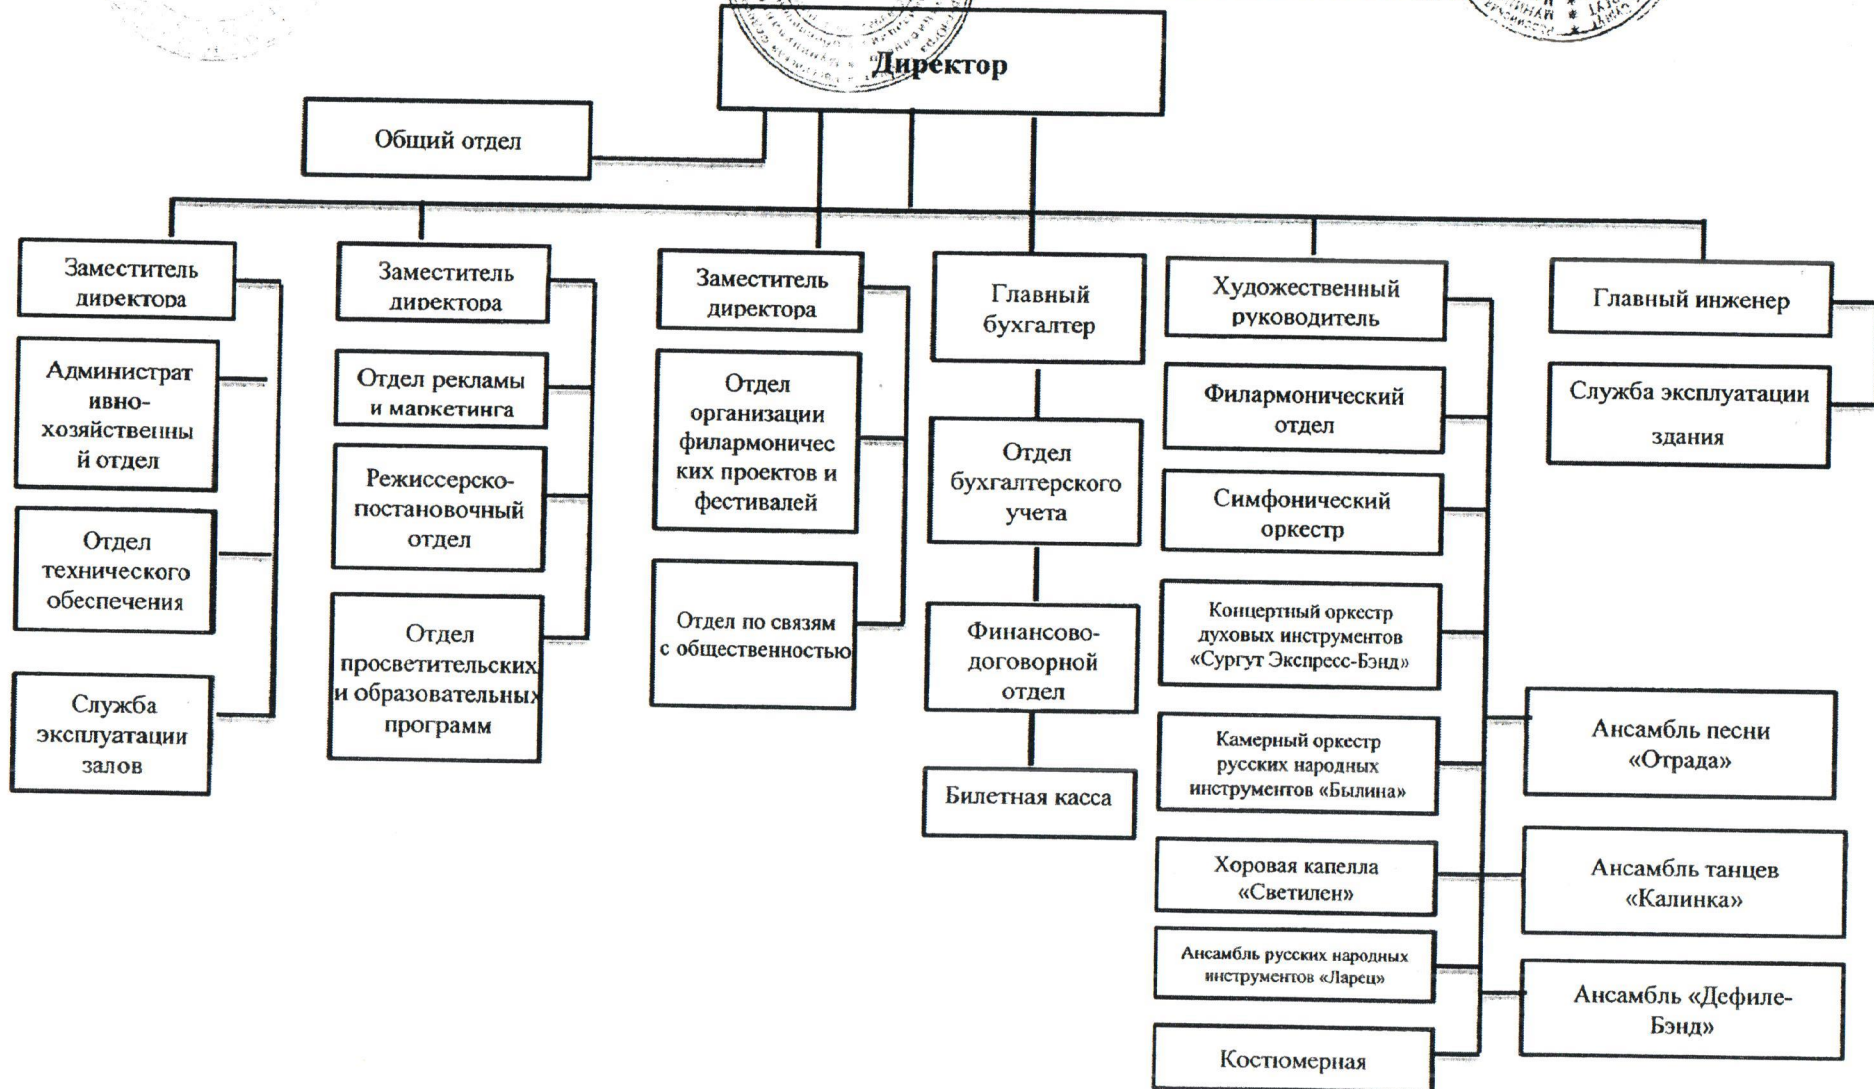 Директор
Общий отдел
Заместитель
директора
Административ
ивно-
хозяйственны
й отдел
Отдел
технического
обеспечения
Служба
эксплуатации
залов
Заместитель
директора
Отдел рекламы
и маркетинга
Режиссерско-
постановочный
отдел
Отдел
просветительских
и образовательных
программ
Заместитель
директора
Отдел
организации
филармоничес
ких проектов и
фестивалей
Отдел по связям
с общественностью
Главный
бухгалтер
Отдел
бухгалтерского
учета
Финансово-
договорной
отдел
Билетная касса
Художественный
руководитель
Филармонический
отдел
Симфонический
оркестр
Концертный оркестр
духовых инструментов
«Сургут Экспресс-Бэнд»
Камерный оркестр
русских народных
инструментов «Былина»
Хоровая капелла
«Светилен»
Ансамбль русских народных
инструментов «Ларец»
Костюмерная
Ансамбль песни
«Отрада»
Ансамбль танцев
«Калинка»
Ансамбль «Дефиле-
Бэнд»
Главный инженер
Служба эксплуатации
здания